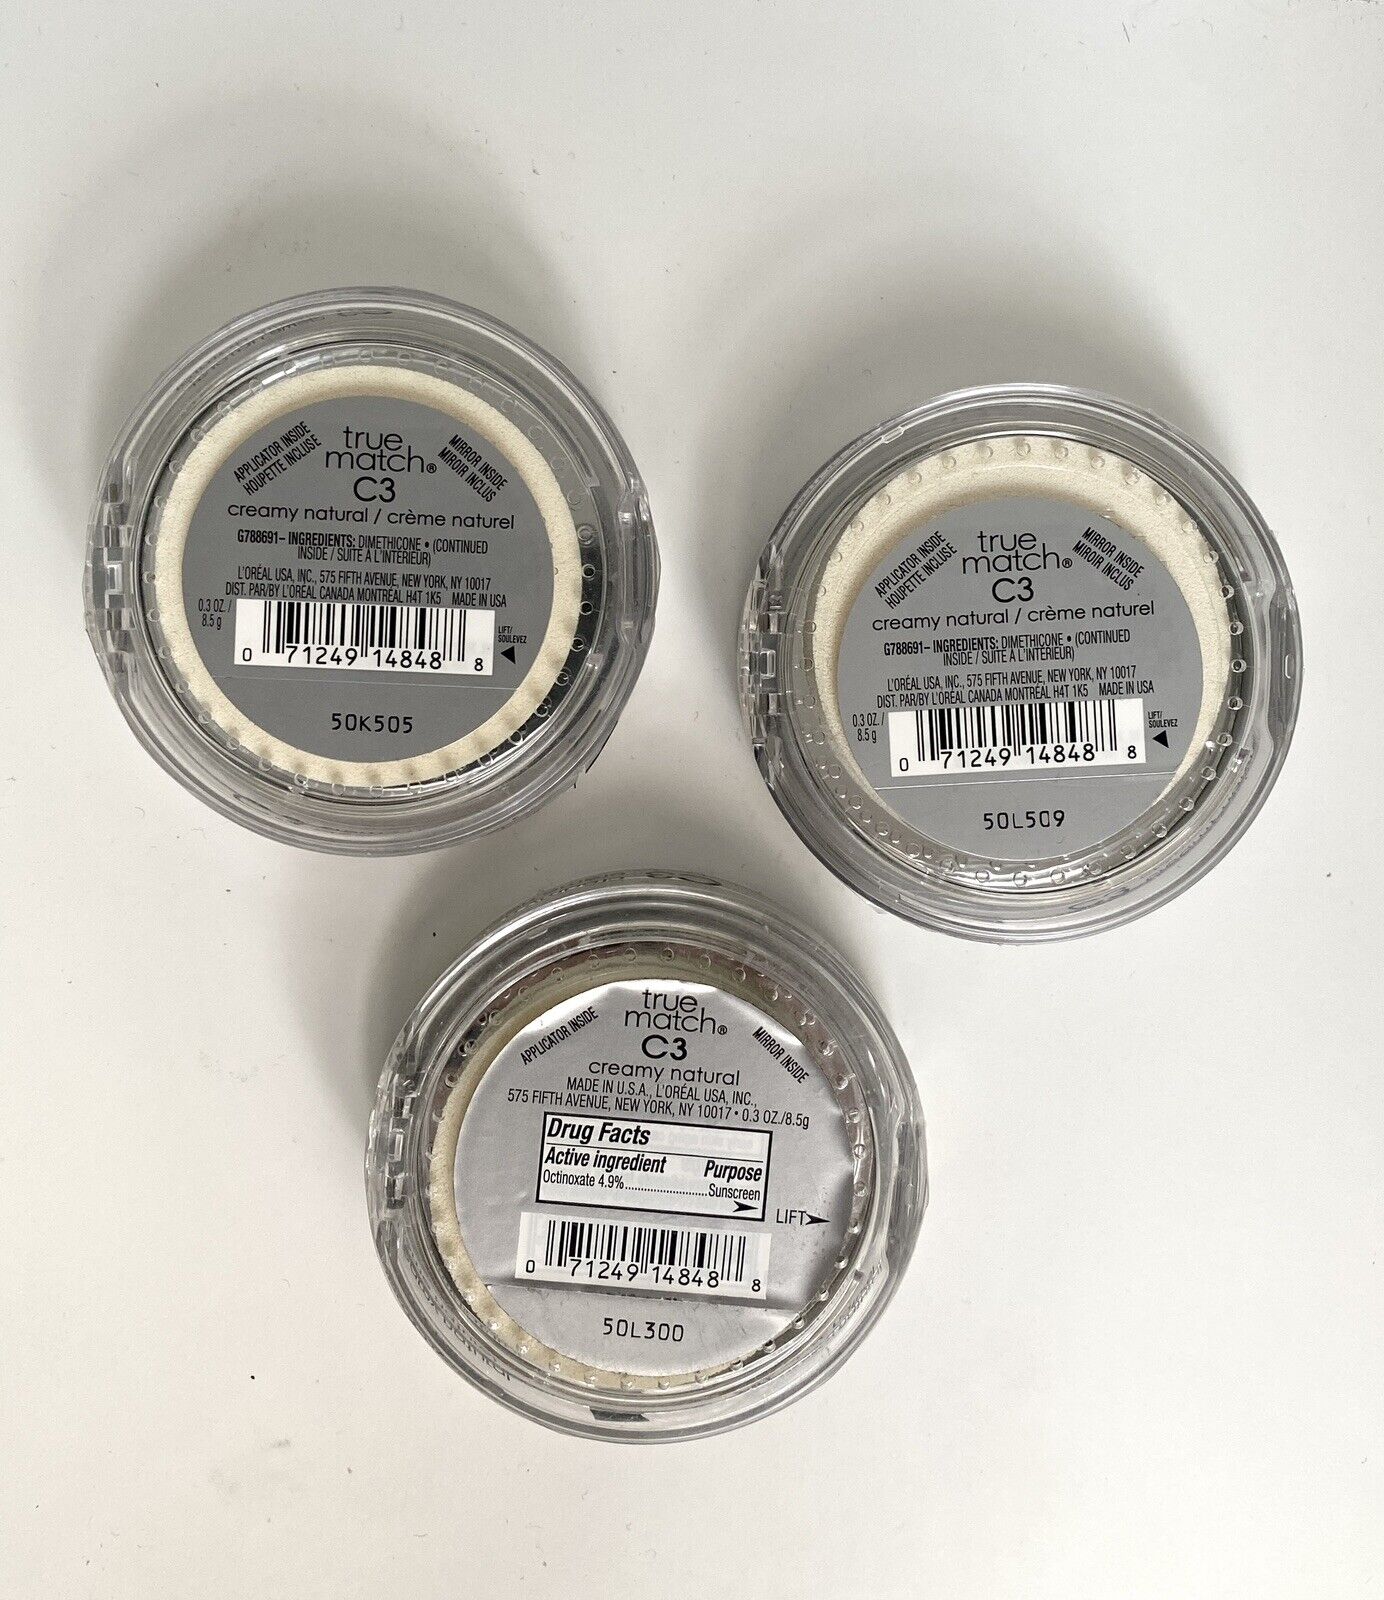 APPLICATOR INSIDE
HOUPETTE INCLUSE
true
match®
C3
MIRROR INSIDE
MIROIR INCLUS
creamy natural / crème naturel
G788691– INGREDIENTS: DIMETHICONE • (CONTINUED
INSIDE / SUITE À L'INTÉRIEUR)
L'ORÉAL USA, INC., 575 FIFTH AVENUE, NEW YORK, NY 10017
DIST. PAR/BY L'ORÉAL CANADA MONTRÉAL H4T 1K5 MADE IN USA
0.3 OZ./
8.5 g
LIFT/
SOULEVEZ
0 71249 14848 8
50K505
APPLICATOR INSIDE
HOUPETTE INCLUSE
true
match®
C3
MIRROR INSIDE
MIROIR INCLUS
creamy natural / crème naturel
G788691– INGREDIENTS: DIMETHICONE • (CONTINUED
INSIDE / SUITE À L'INTÉRIEUR)
L'ORÉAL USA, INC., 575 FIFTH AVENUE, NEW YORK, NY 10017
DIST. PAR/BY L'ORÉAL CANADA MONTRÉAL H4T 1K5 MADE IN USA
0.3 OZ./
8.5 g
LIFT/
SOULEVEZ
0 71249 14848 8
50L509
APPLICATOR INSIDE
true
match®
C3
MIRROR INSIDE
creamy natural
MADE IN U.S.A., L'ORÉAL USA, INC.,
575 FIFTH AVENUE, NEW YORK, NY 10017 • 0.3 OZ./8.5g
Drug Facts
Active ingredient Purpose
Octinoxate 4.9%..........................Sunscreen
LIFT
0 71249 14848 8
50L300